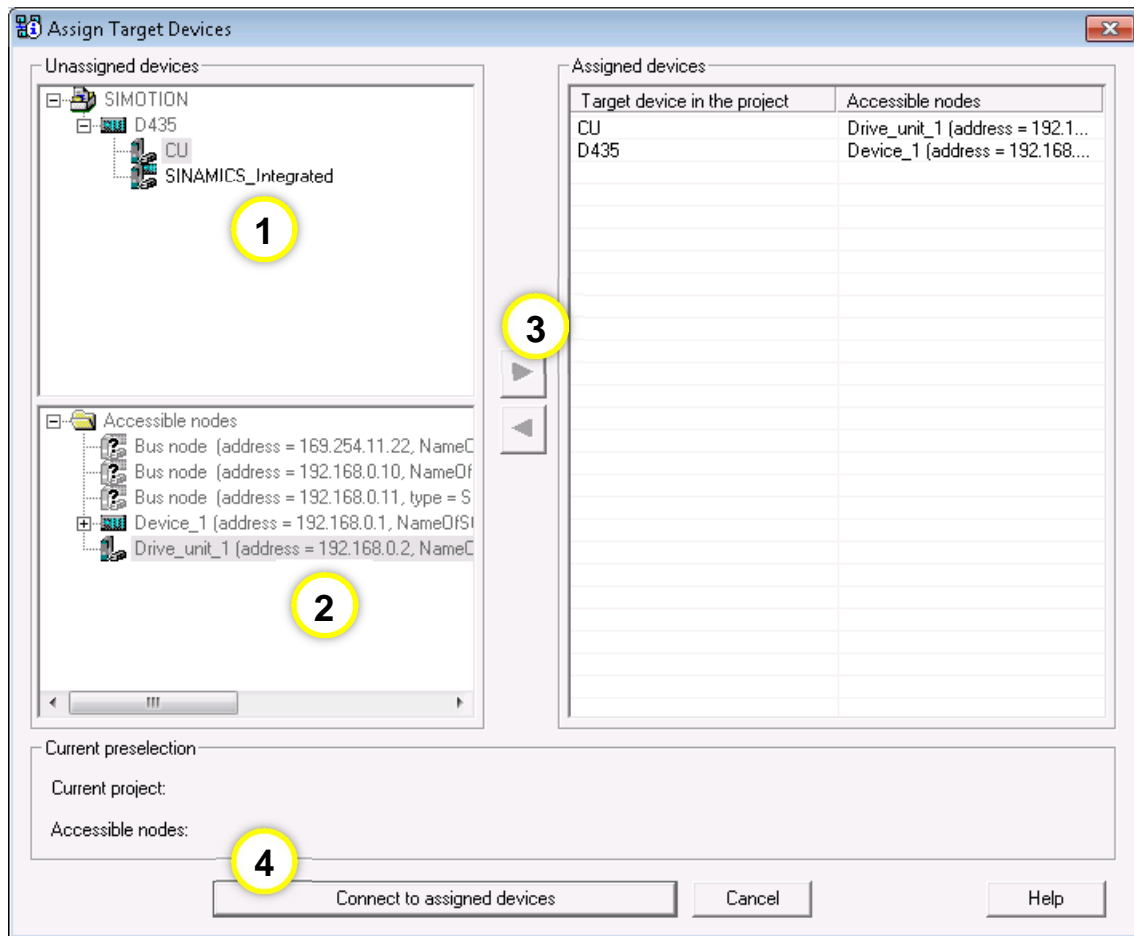 Assign Target Devices
Unassigned devices
SIMOTION
D435
CU
SINAMICS_Integrated
1
Accessible nodes
Bus node (address = 169.254.11.22, NameO
Bus node (address = 192.168.0.10, NameOf
Bus node (address = 192.168.0.11, type = S
Device_1 (address = 192.168.0.1, NameOfS
Drive_unit_1 (address = 192.168.0.2, NameO
2
3
Assigned devices
Target device in the project Accessible nodes
CU Drive_unit_1 (address = 192.1...
D435 Device_1 (address = 192.168....
Current preselection
Current project:
Accessible nodes:
4
Connect to assigned devices Cancel Help